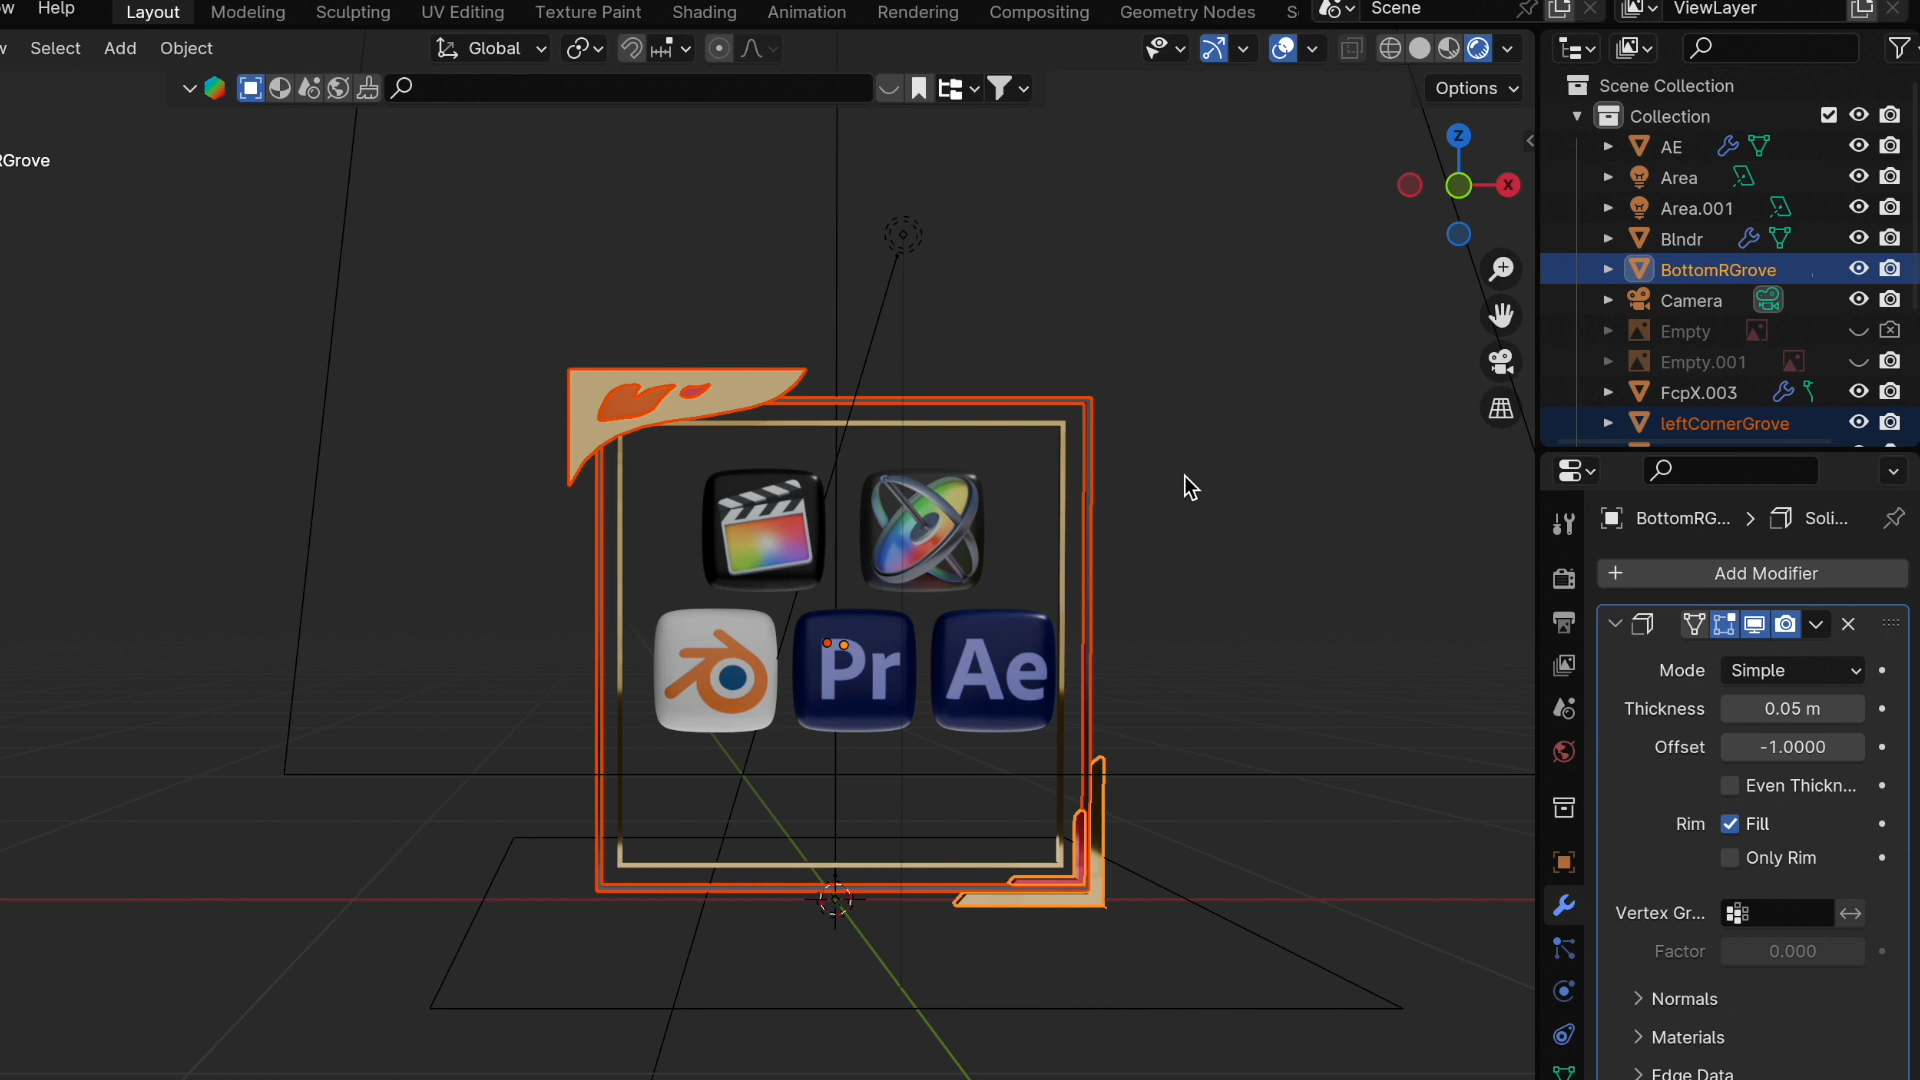 Help
Layout
Modeling
Sculpting
UV Editing
Texture Paint
Shading
Animation
Rendering
Compositing
Geometry Nodes
Scene
ViewLayer
Select
Add
Object
Global
Options
RGrove
Z
X
Scene Collection
Collection
AE
Area
Area.001
Blndr
BottomRGrove
Camera
Empty
Empty.001
FcpX.003
leftCornerGrove
Pr
Ae
BottomRG...
Soli...
Add Modifier
Mode
Simple
Thickness
0.05 m
Offset
-1.0000
Even Thickn...
Rim
Fill
Only Rim
Vertex Gr...
Factor
0.000
Normals
Materials
Edge Data